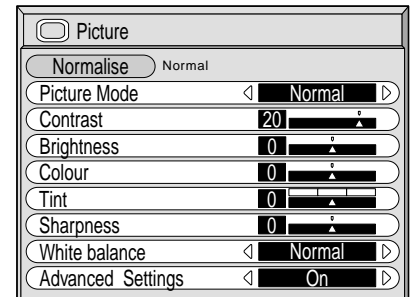 Picture
Normalise Normal
Picture Mode Normal
Contrast 20
Brightness 0
Colour 0
Tint 0
Sharpness 0
White balance Normal
Advanced Settings On